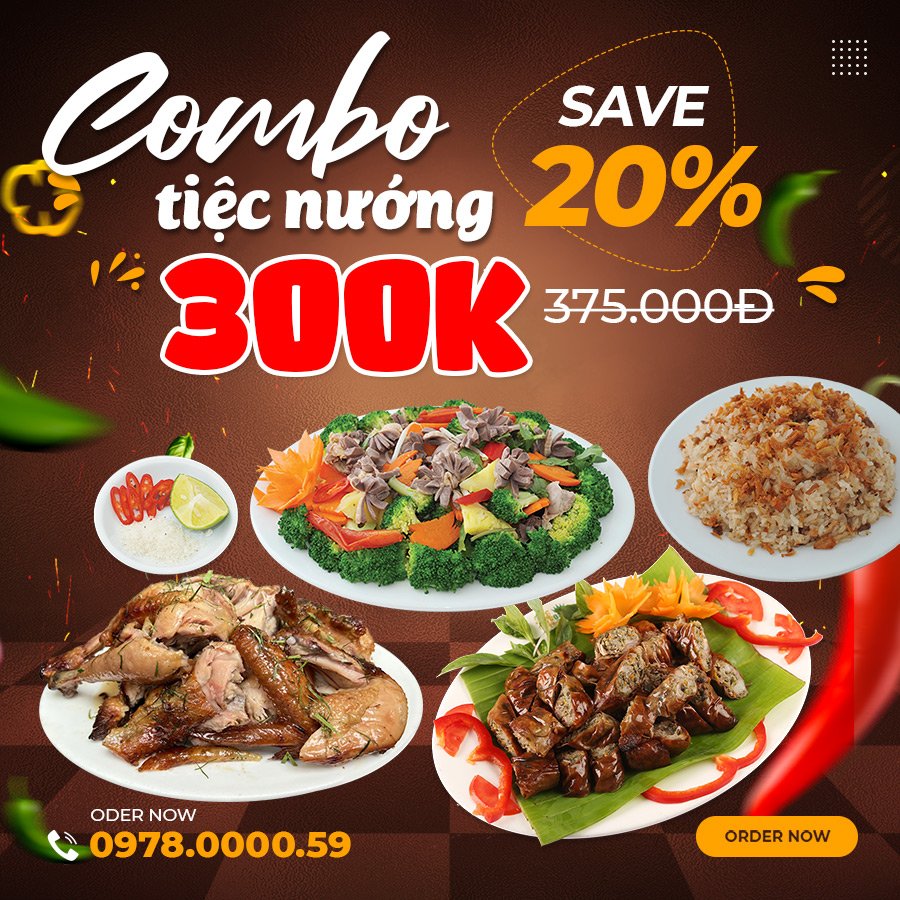 Combo
tiệc nướng
300K
SAVE
20%
375.000Đ
ODER NOW
0978.0000.59
ORDER NOW